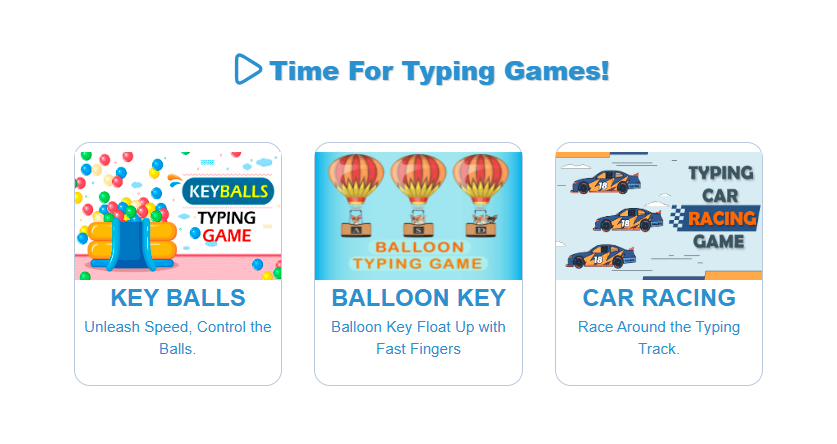 Time For Typing Games!
KEYBALLS
TYPING
GAME
KEY BALLS
Unleash Speed, Control the
Balls.
A S D
BALLOON
TYPING GAME
BALLOON KEY
Balloon Key Float Up with
Fast Fingers
18
18
18
TYPING
CAR
RACING
GAME
CAR RACING
Race Around the Typing
Track.